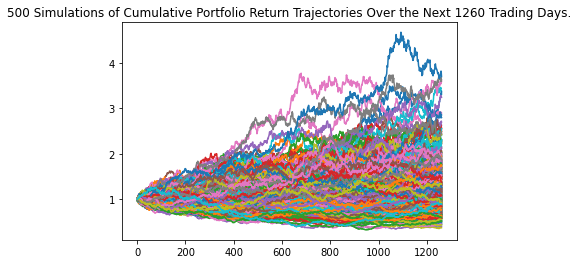 500 Simulations of Cumulative Portfolio Return Trajectories Over the Next 1260 Trading Days.
4
3
2
1
0 200 400 600 800 1000 1200